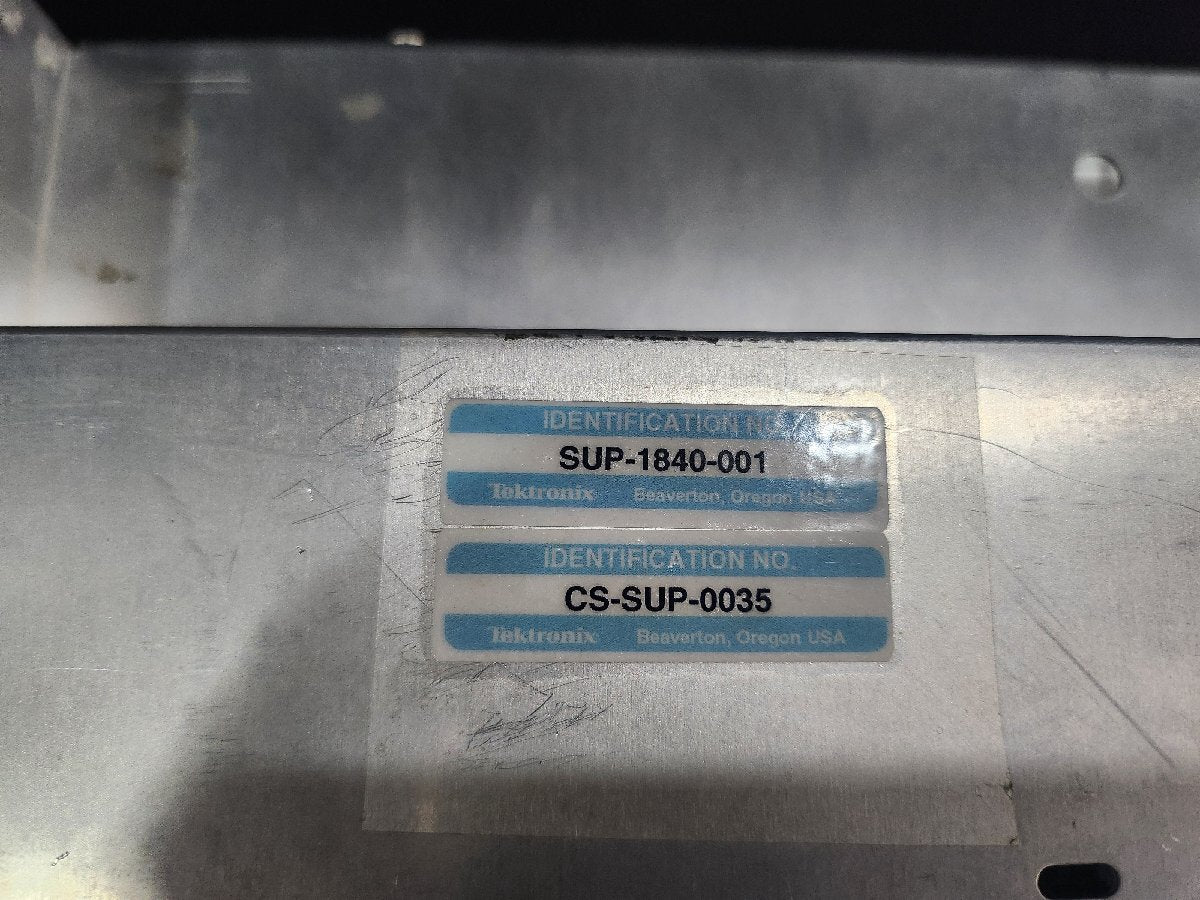 IDENTIFICATION NO.
SUP-1840-001
Tektronix Beaverton, Oregon USA
IDENTIFICATION NO.
CS-SUP-0035
Tektronix Beaverton, Oregon USA